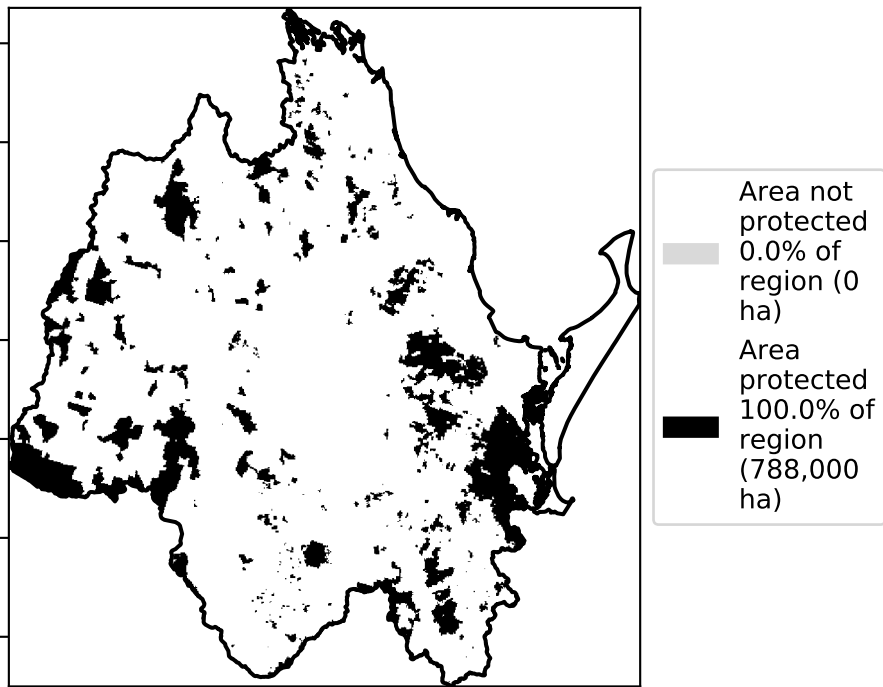 Area not
protected
0.0% of
region (0
ha)
Area
protected
100.0% of
region
(788,000
ha)